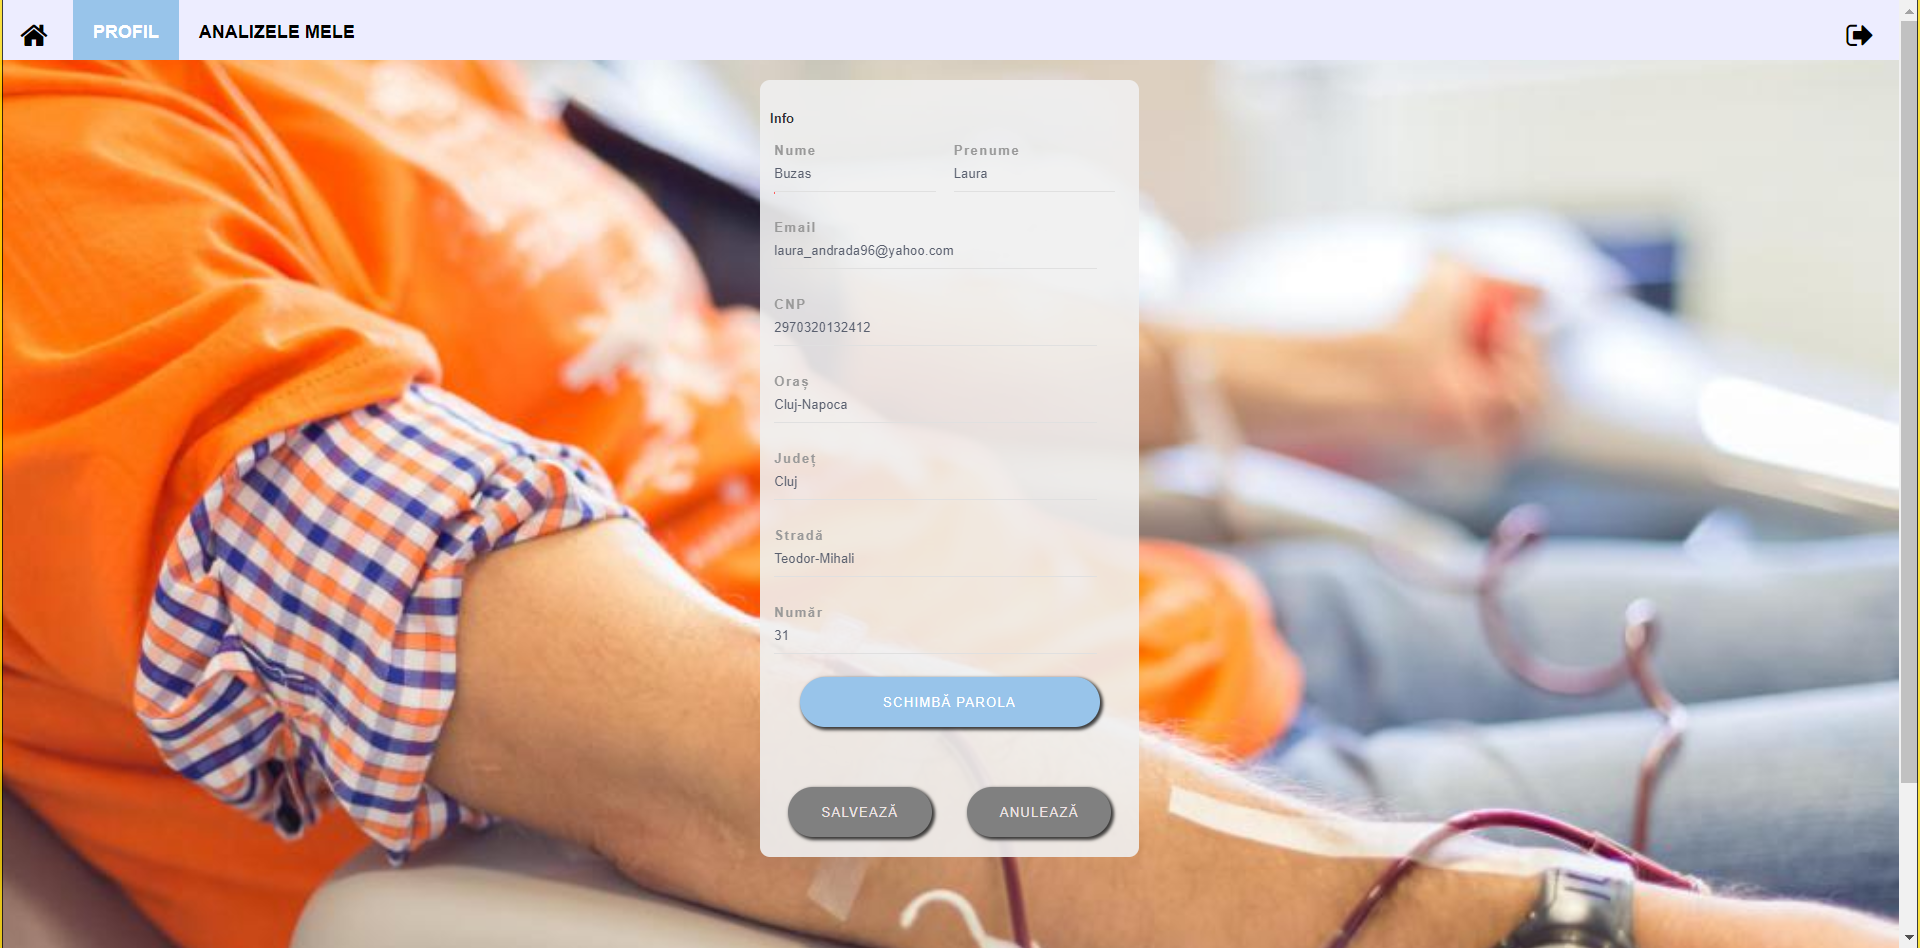 PROFIL ANALIZELE MELE
Info
Nume Prenume
Buzas Laura
Email
laura_andrada96@yahoo.com
CNP
2970320132412
Oraș
Cluj-Napoca
Județ
Cluj
Stradă
Teodor-Mihali
Număr
31
SCHIMBĂ PAROLA
SALVEAZĂ ANULEAZĂ